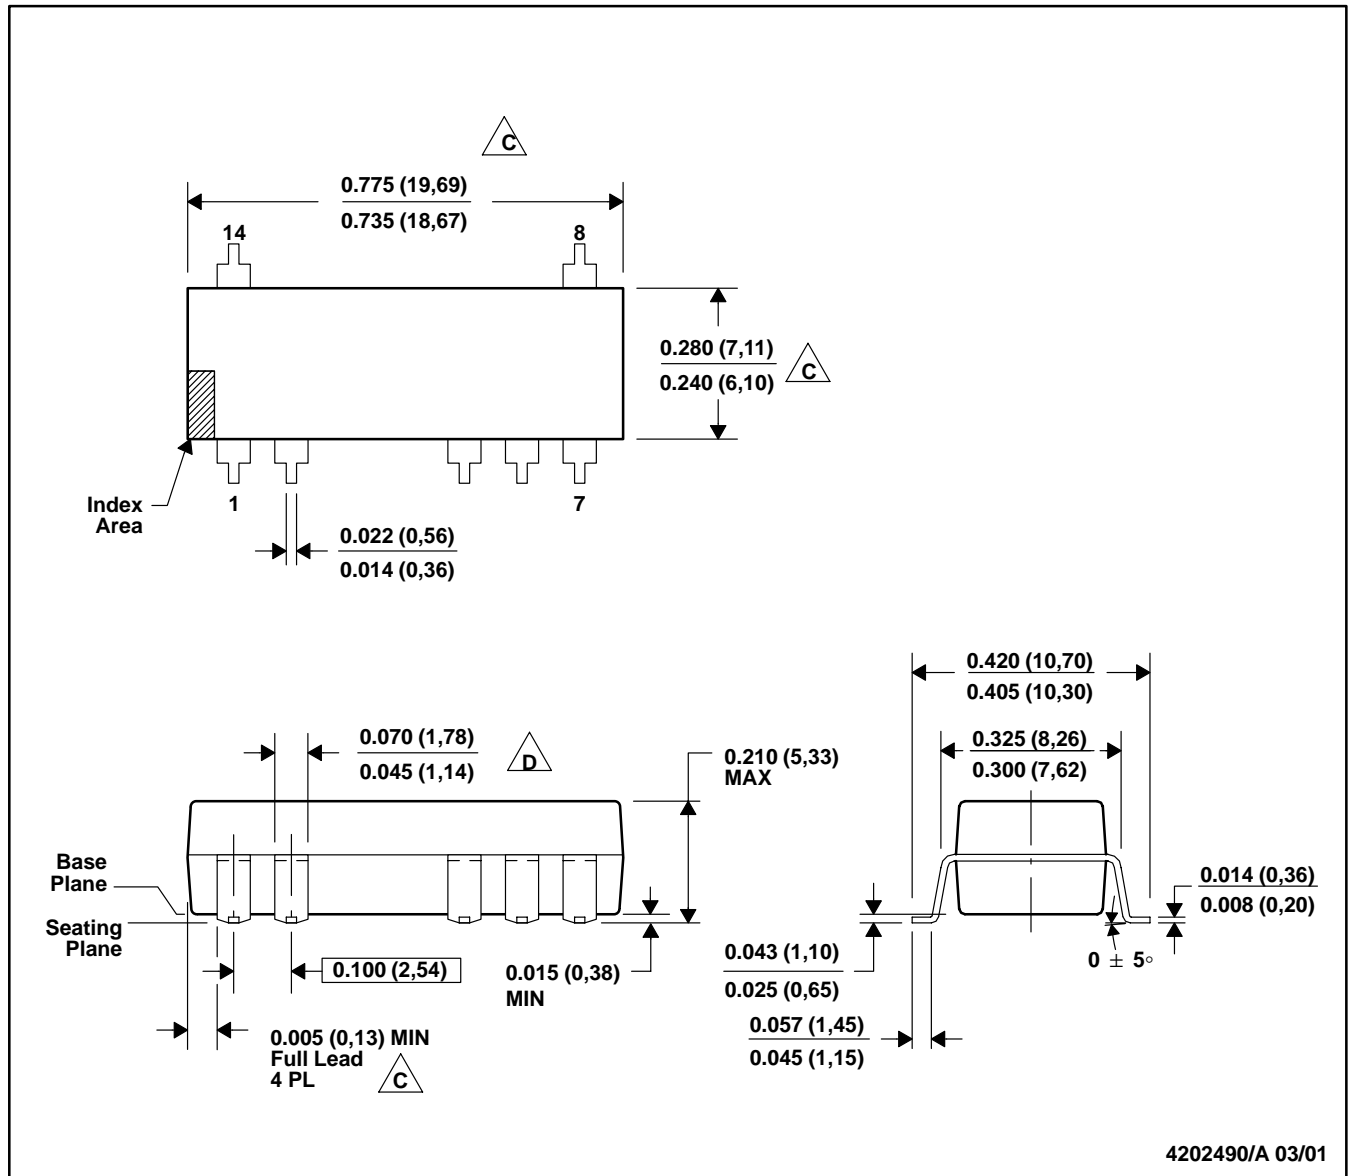 C
0.775 (19,69)
0.735 (18,67)
14
8
0.280 (7,11)
0.240 (6,10)
C
Index
Area
1
7
0.022 (0,56)
0.014 (0,36)
0.420 (10,70)
0.405 (10,30)
0.070 (1,78)
0.045 (1,14)
D
0.210 (5,33)
MAX
0.325 (8,26)
0.300 (7,62)
Base
Plane
Seating
Plane
0.014 (0,36)
0.008 (0,20)
0.100 (2,54)
0.015 (0,38)
MIN
0.043 (1,10)
0.025 (0,65)
0 ± 5°
0.057 (1,45)
0.045 (1,15)
0.005 (0,13) MIN
Full Lead
4 PL
C
4202490/A 03/01